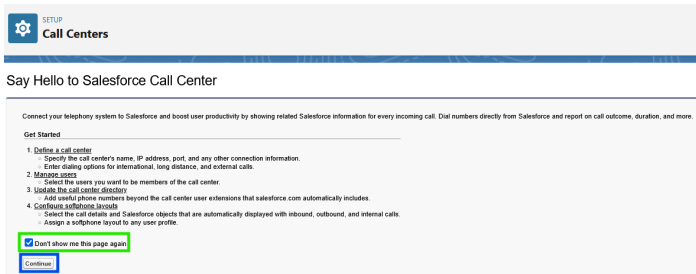 SETUP
Call Centers
Say Hello to Salesforce Call Center
Connect your telephony system to Salesforce and boost user productivity by showing related Salesforce information for every incoming call. Dial numbers directly from Salesforce and report on call outcome, duration, and more.
Get Started
1. Define a call center
○ Specify the call center's name, IP address, port, and any other connection information.
○ Enter dialing options for international, long distance, and external calls.
2. Manage users
○ Select the users you want to be members of the call center.
3. Update the call center directory
○ Add useful phone numbers beyond the call center user extensions that salesforce.com automatically includes.
4. Configure softphone layouts
○ Select the call details and Salesforce objects that are automatically displayed with inbound, outbound, and internal calls.
○ Assign a softphone layout to any user profile.
Don't show me this page again
Continue